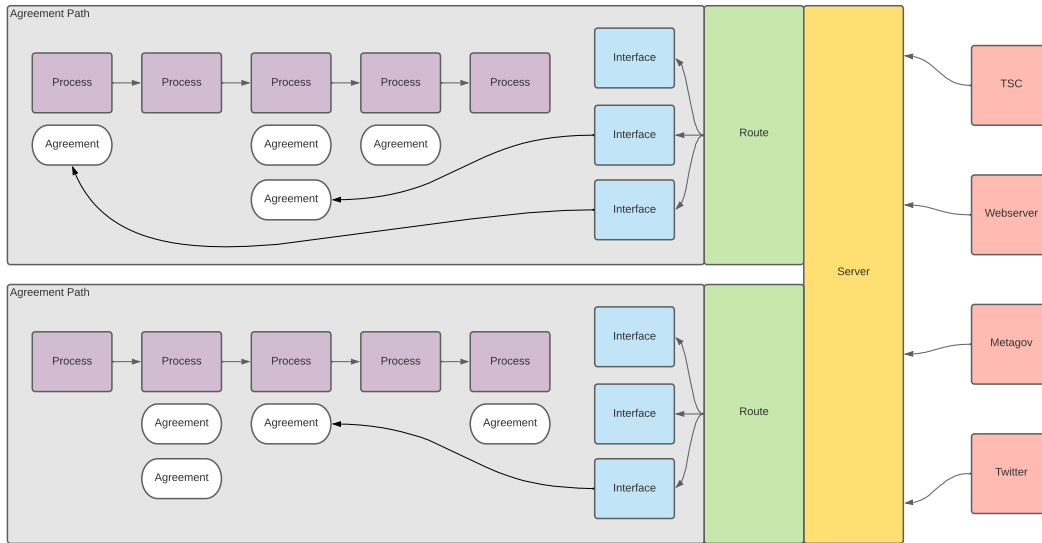 Agreement Path
Process
Process
Process
Process
Process
Agreement
Agreement
Agreement
Agreement
Interface
Interface
Interface
Route
Agreement Path
Process
Process
Process
Process
Process
Agreement
Agreement
Agreement
Agreement
Interface
Interface
Interface
Route
Server
TSC
Webserver
Metagov
Twitter